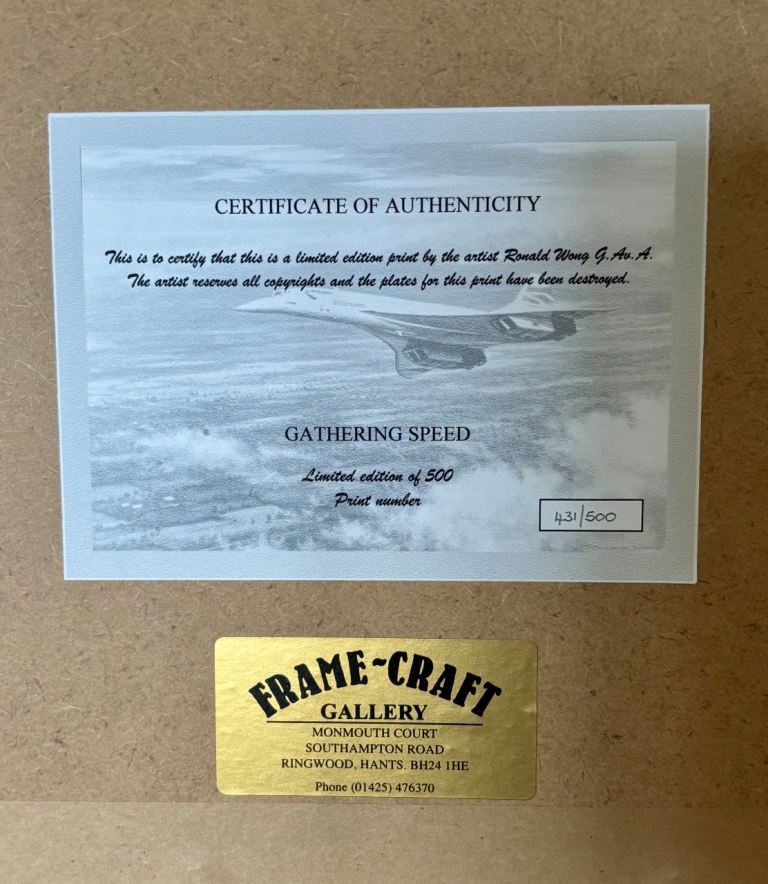 CERTIFICATE OF AUTHENTICITY
This is to certify that this is a limited edition print by the artist Ronald Wong G.Av.A.
The artist reserves all copyrights and the plates for this print have been destroyed.
GATHERING SPEED
Limited edition of 500
Print number
431/500
FRAME~CRAFT
GALLERY
MONMOUTH COURT
SOUTHAMPTON ROAD
RINGWOOD, HANTS. BH24 1HE
Phone (01425) 476370